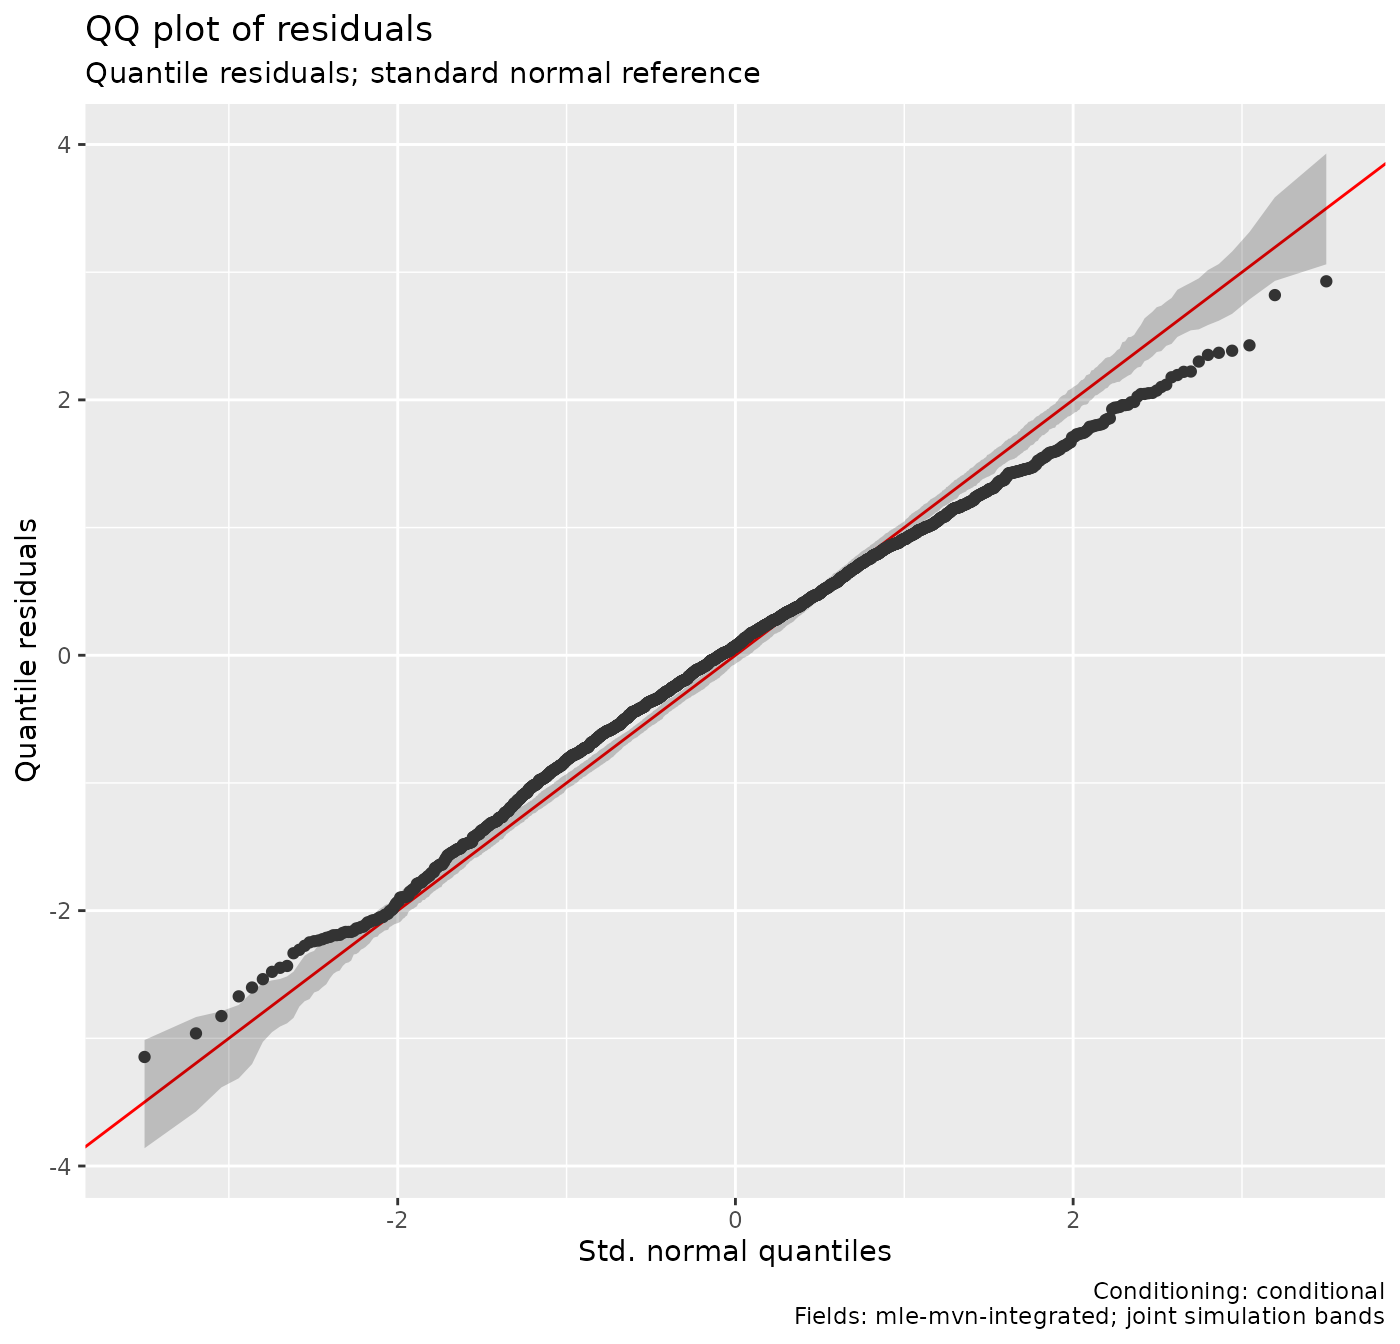 QQ plot of residuals
Quantile residuals; standard normal reference
4
2
0
-2
-4
Quantile residuals
-2
0
2
Std. normal quantiles
Conditioning: conditional
Fields: mle-mvn-integrated; joint simulation bands